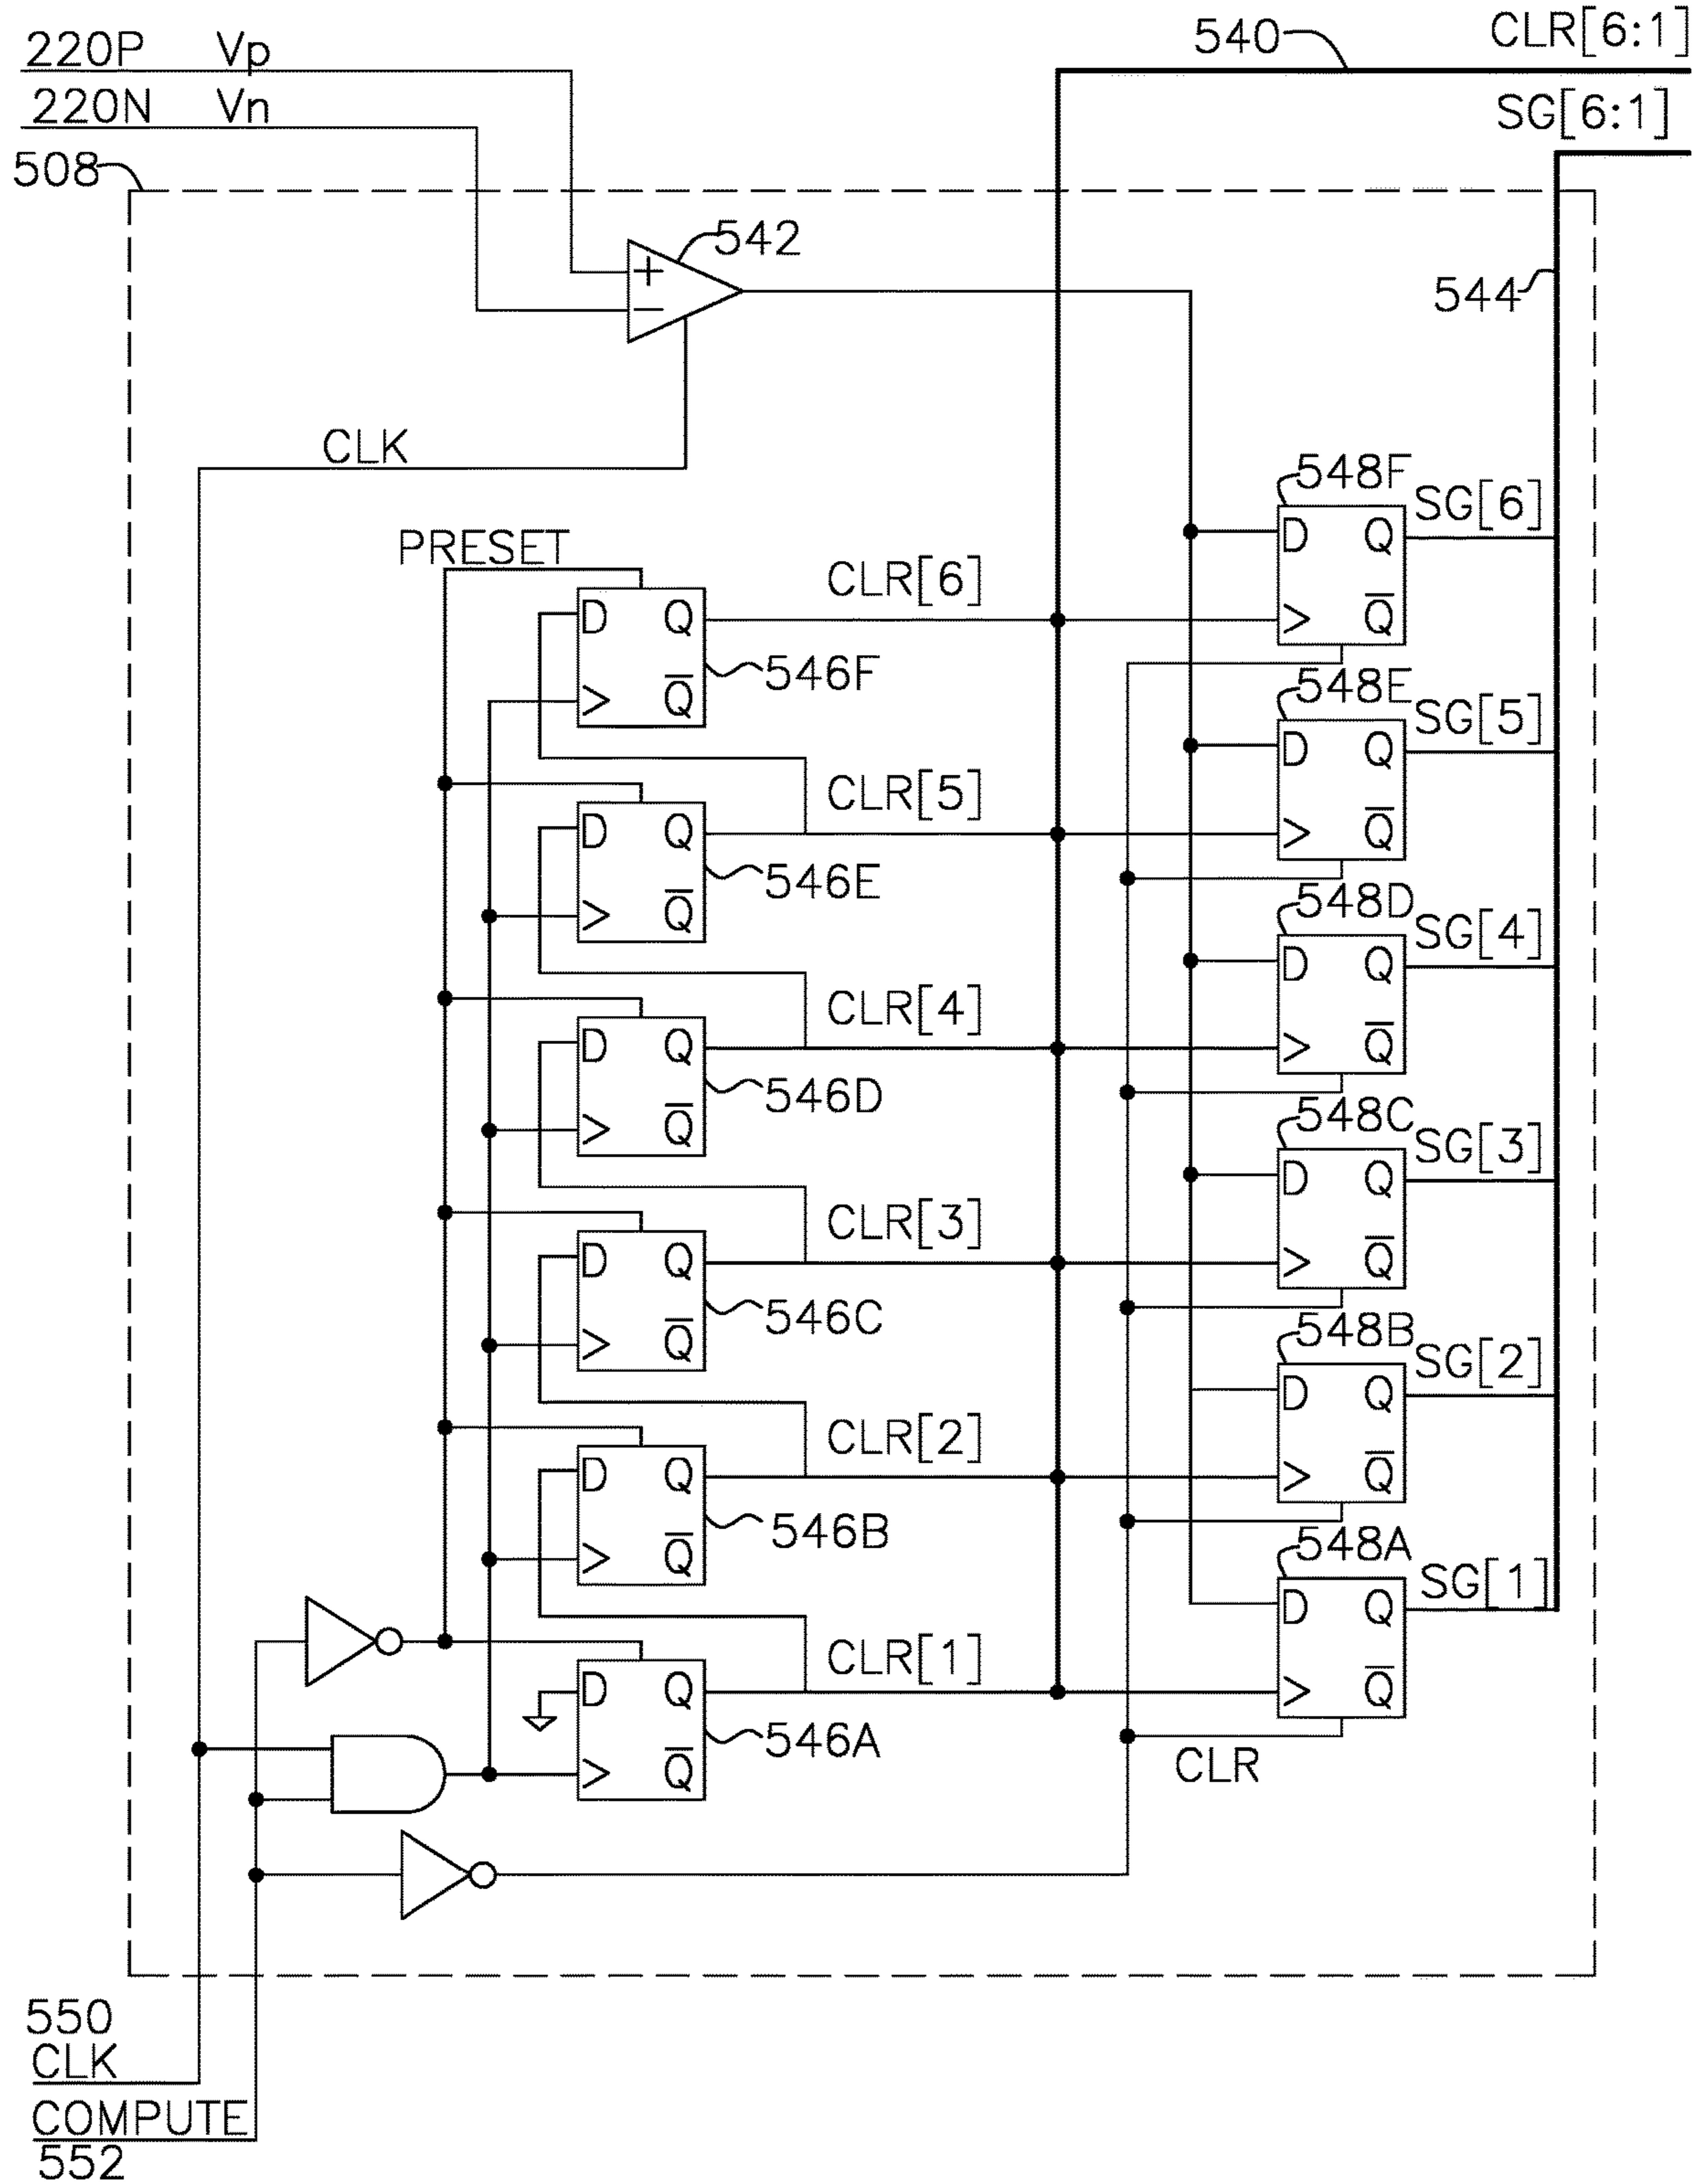 220P Vp
540
CLR[6:1]
220N Vn
SG[6:1]
508
542
+
−
544
CLK
548F
SG[6]
D Q
Q̅
PRESET
CLR[6]
D Q
546F
Q̅
548E
SG[5]
D Q
Q̅
CLR[5]
D Q
546E
Q̅
548D
SG[4]
D Q
Q̅
CLR[4]
D Q
546D
Q̅
548C
SG[3]
D Q
Q̅
CLR[3]
D Q
546C
Q̅
548B
SG[2]
D Q
Q̅
CLR[2]
D Q
546B
Q̅
548A
SG[1]
D Q
Q̅
CLR[1]
D Q
546A
Q̅
CLR
550
CLK
COMPUTE
552